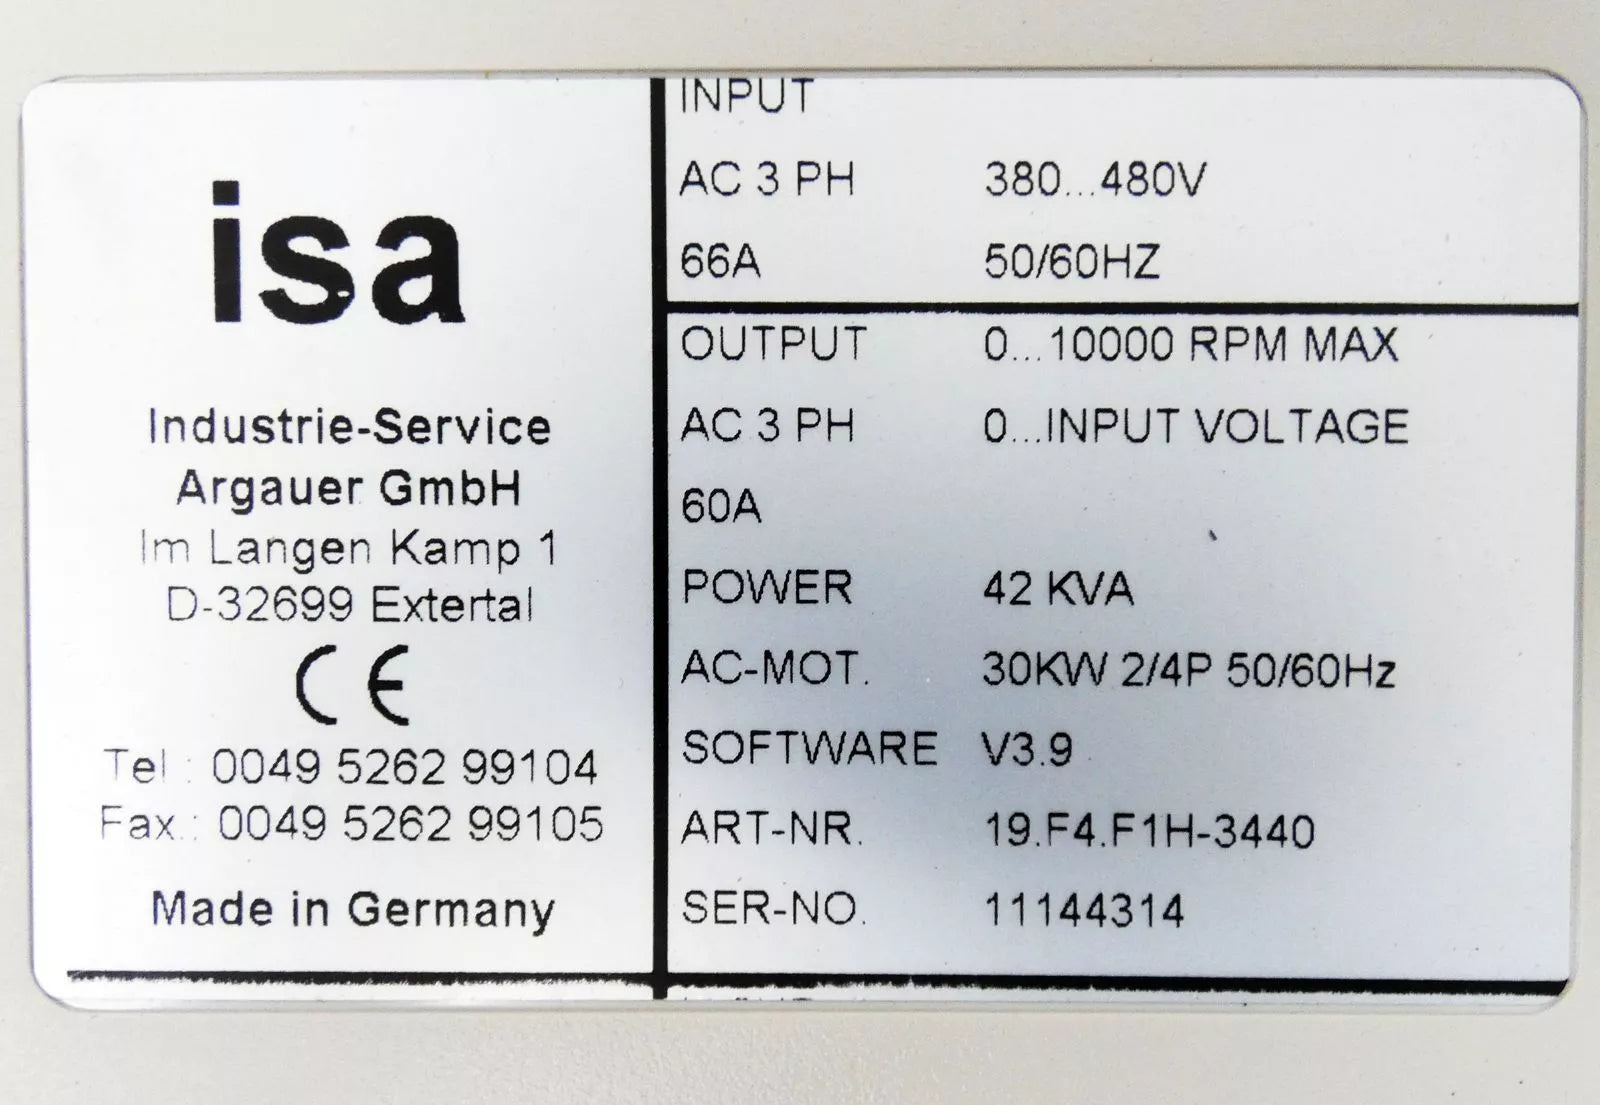 isa
Industrie-Service
Argauer GmbH
Im Langen Kamp 1
D-32699 Extertal
CE
Tel.: 0049 5262 99104
Fax.: 0049 5262 99105
Made in Germany
INPUT
AC 3 PH 380...480V
66A 50/60HZ
OUTPUT 0...10000 RPM MAX
AC 3 PH 0...INPUT VOLTAGE
60A
POWER 42 KVA
AC-MOT. 30KW 2/4P 50/60Hz
SOFTWARE V3.9
ART-NR. 19.F4.F1H-3440
SER-NO. 11144314